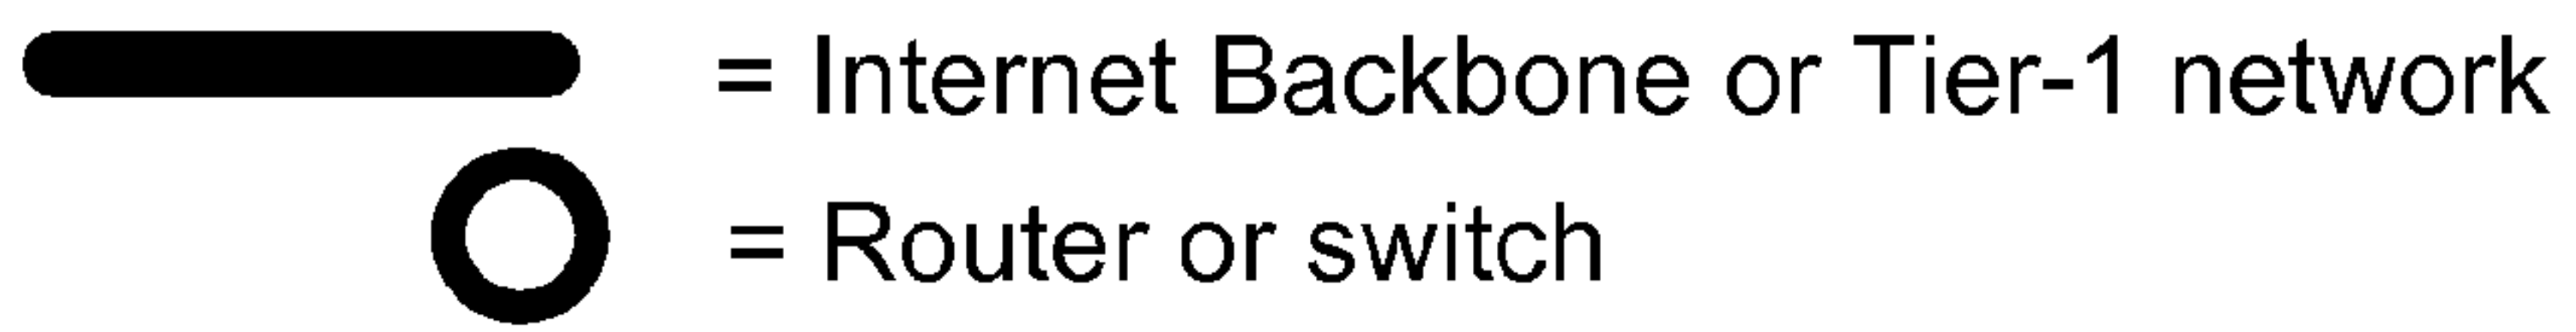 = Internet Backbone or Tier-1 network
= Router or switch